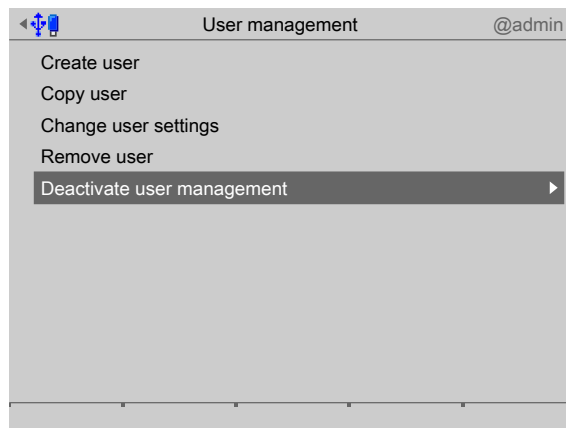 User management @admin
Create user
Copy user
Change user settings
Remove user
Deactivate user management